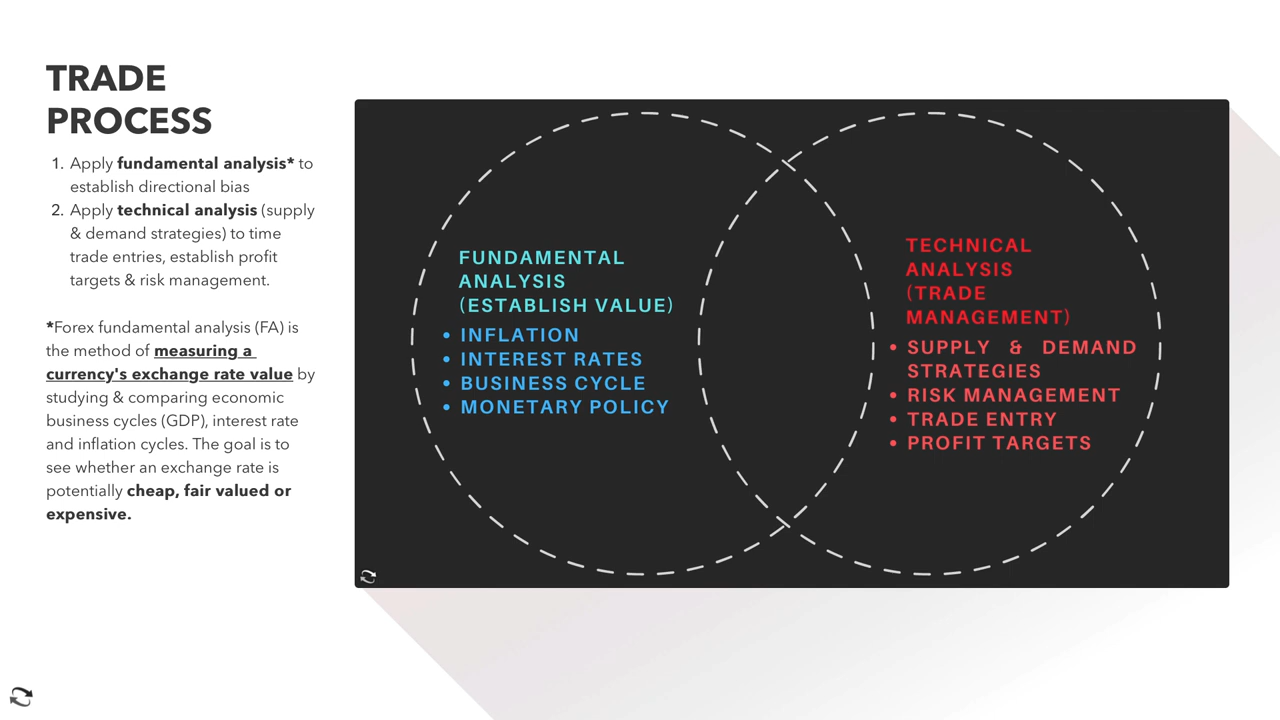 TRADE
PROCESS
1. Apply fundamental analysis* to
establish directional bias
2. Apply technical analysis (supply
& demand strategies) to time
trade entries, establish profit
targets & risk management.
*Forex fundamental analysis (FA) is
the method of measuring a
currency's exchange rate value by
studying & comparing economic
business cycles (GDP), interest rate
and inflation cycles. The goal is to
see whether an exchange rate is
potentially cheap, fair valued or
expensive.
FUNDAMENTAL
ANALYSIS
(ESTABLISH VALUE)
• INFLATION
• INTEREST RATES
• BUSINESS CYCLE
• MONETARY POLICY
TECHNICAL
ANALYSIS
(TRADE
MANAGEMENT)
• SUPPLY & DEMAND
STRATEGIES
• RISK MANAGEMENT
• TRADE ENTRY
• PROFIT TARGETS